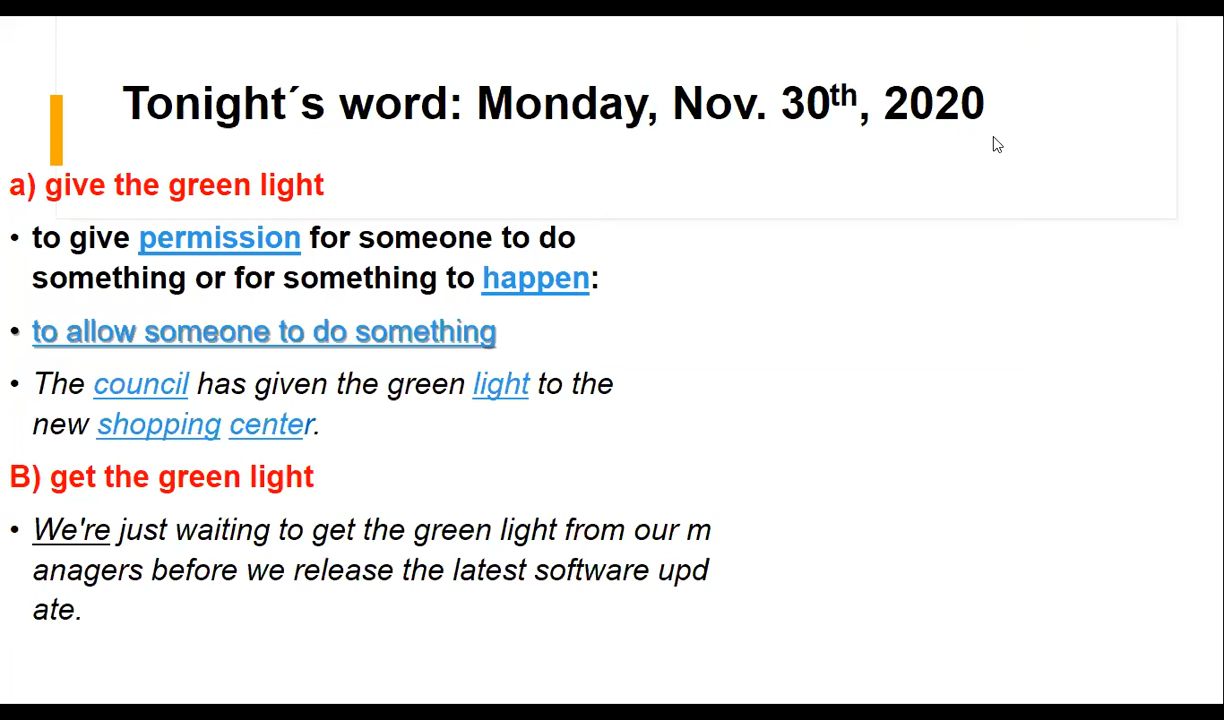 Tonight´s word: Monday, Nov. 30th, 2020
a) give the green light
• to give permission for someone to do
something or for something to happen:
• to allow someone to do something
• The council has given the green light to the
new shopping center.
B) get the green light
• We're just waiting to get the green light from our m
anagers before we release the latest software upd
ate.